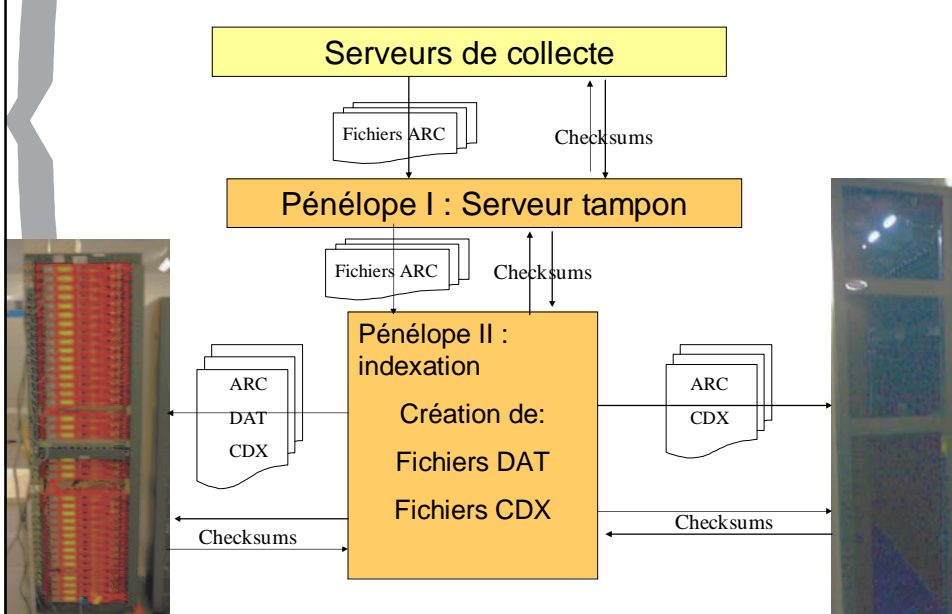 Serveurs de collecte
Fichiers ARC
Checksums
Pénélope I : Serveur tampon
Fichiers ARC
Checksums
Pénélope II :
indexation
Création de:
Fichiers DAT
Fichiers CDX
ARC
DAT
CDX
Checksums
ARC
CDX
Checksums